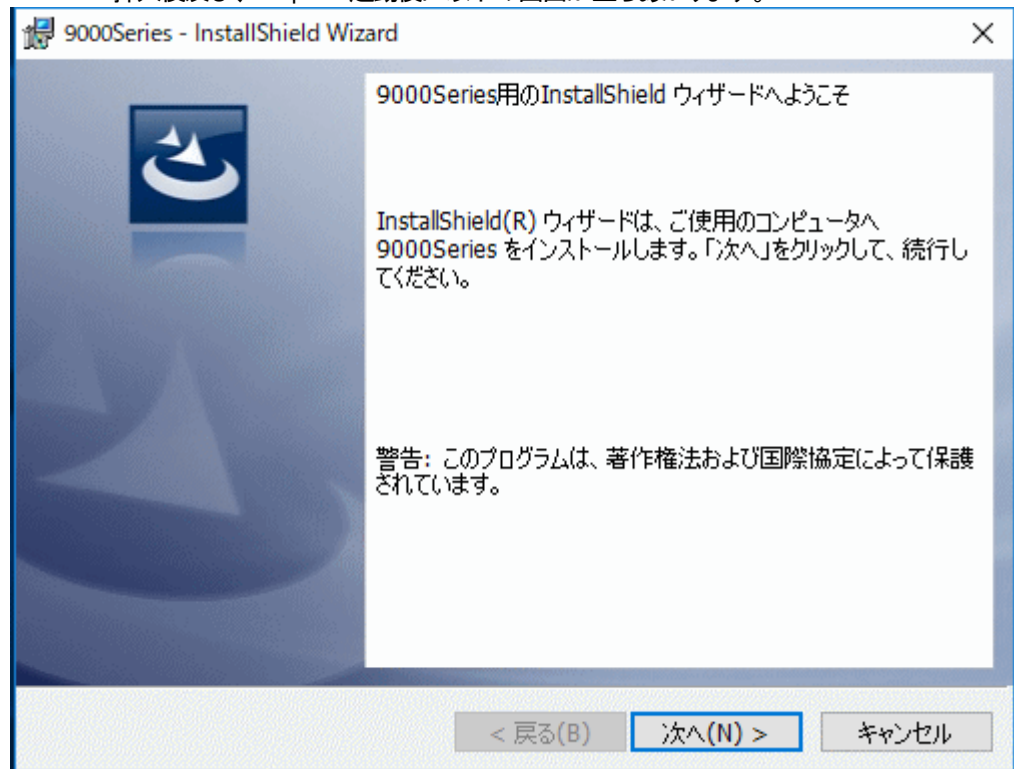 9000Series - InstallShield Wizard
9000Series用のInstallShield ウィザードへようこそ
InstallShield(R) ウィザードは、ご使用のコンピュータへ
9000Series をインストールします。「次へ」をクリックして、続行し
てください。
警告: このプログラムは、著作権法および国際協定によって保護
されています。
< 戻る(B)
次へ(N) >
キャンセル